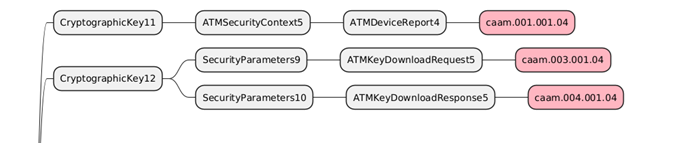 CryptographicKey11 ATMSecurityContext5 ATMDeviceReport4 caam.001.001.04
SecurityParameters9 ATMKeyDownloadRequest5 caam.003.001.04
CryptographicKey12
SecurityParameters10 ATMKeyDownloadResponse5 caam.004.001.04